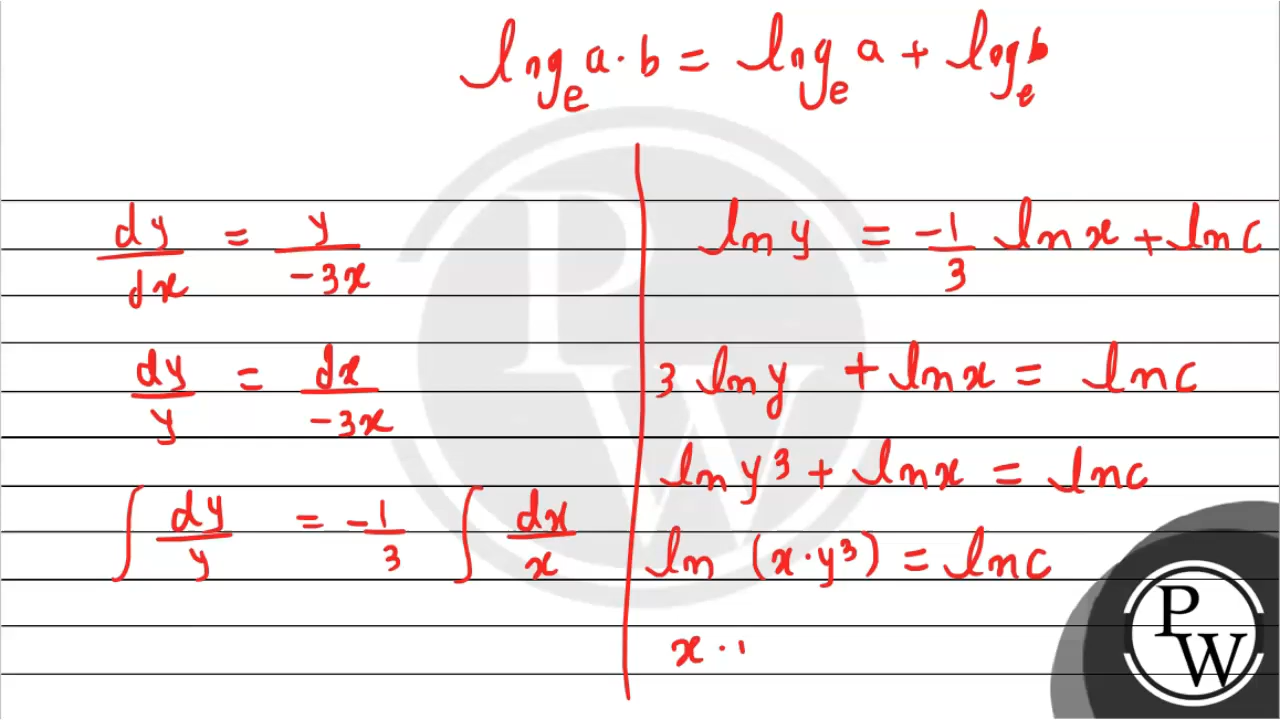 log_e a · b = log_e a + log_e b
dy/dx = y/-3x
dy/y = dx/-3x
∫ dy/y = -1/3 ∫ dx/x
ln y = -1/3 ln x + ln c
3 ln y + ln x = ln c
ln y³ + ln x = ln c
ln (x · y³) = ln c
x ·
PW
PW